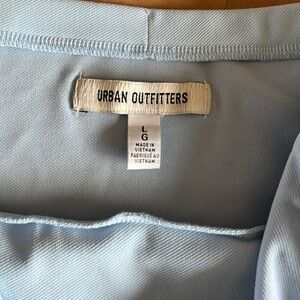 URBAN OUTFITTERS
L
G
MADE IN
VIETNAM
FABRIQUÉ AU
VIETNAM